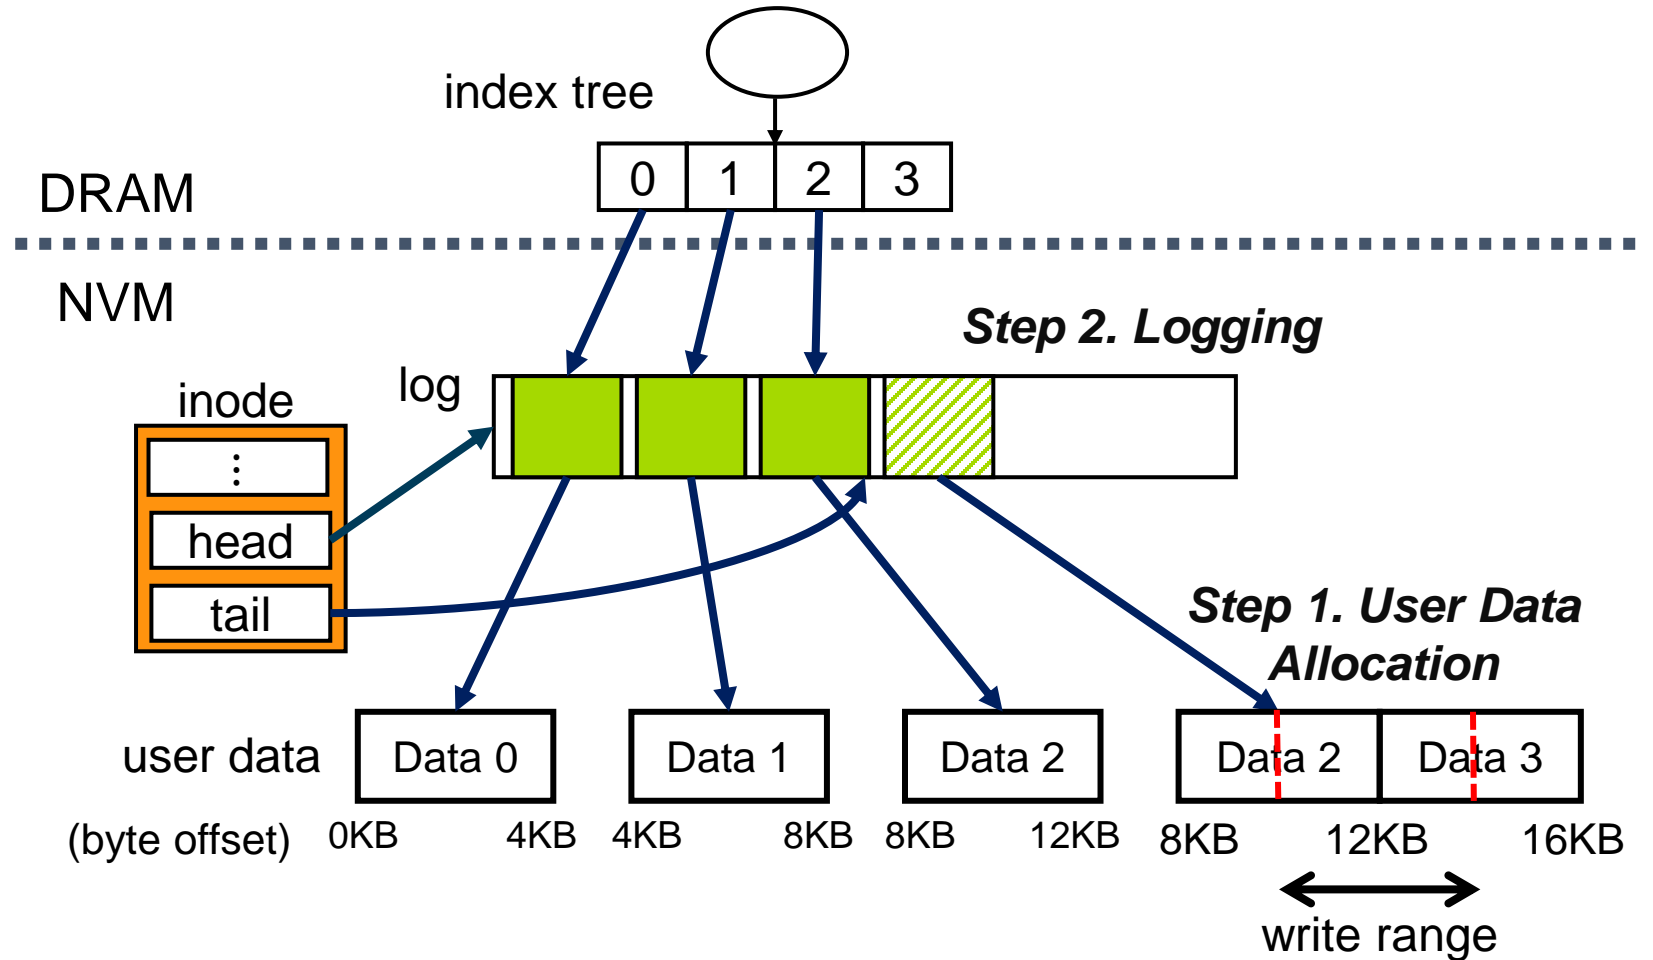 index tree
0 1 2 3
DRAM
NVM
Step 2. Logging
log
inode
⋮
head
tail
Step 1. User Data
Allocation
user data
Data 0 Data 1 Data 2 Data 2 Data 3
(byte offset) 0KB 4KB 4KB 8KB 8KB 12KB 8KB 12KB 16KB
write range